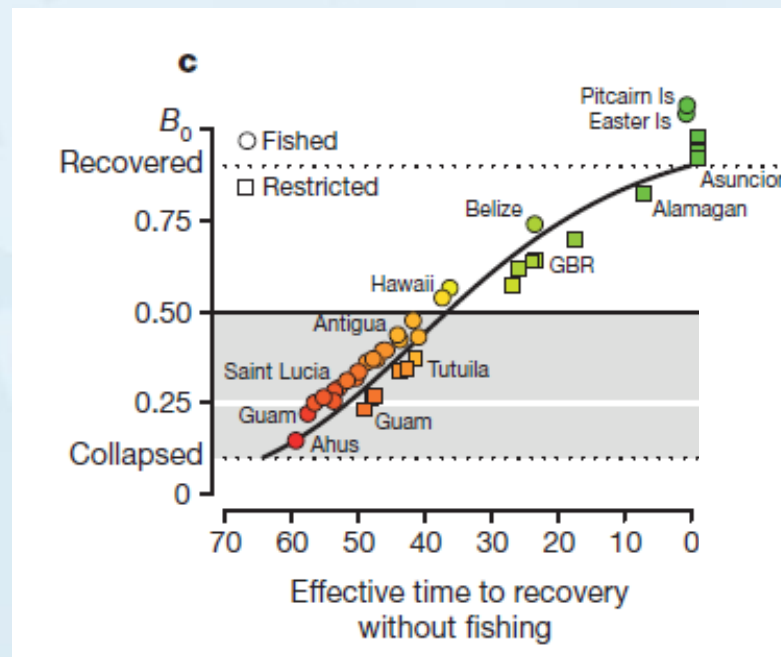 c
B0
Recovered
0.75
0.50
0.25
Collapsed
0
Fished
Restricted
Pitcairn Is
Easter Is
Asuncion
Alamagan
Belize
GBR
Hawaii
Antigua
Saint Lucia
Tutuila
Guam
Guam
Ahus
70 60 50 40 30 20 10 0
Effective time to recovery
without fishing